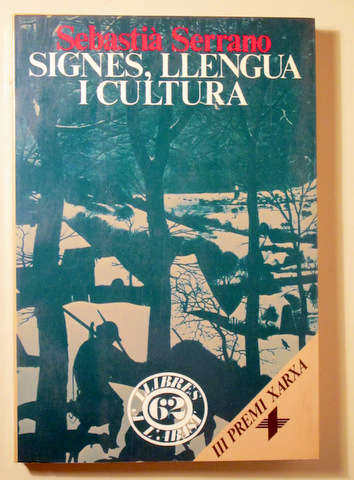 Sebastià Serrano
SIGNES, LLENGUA
I CULTURA
LLIBRES
62
A L'ABAST
III PREMI XARXA